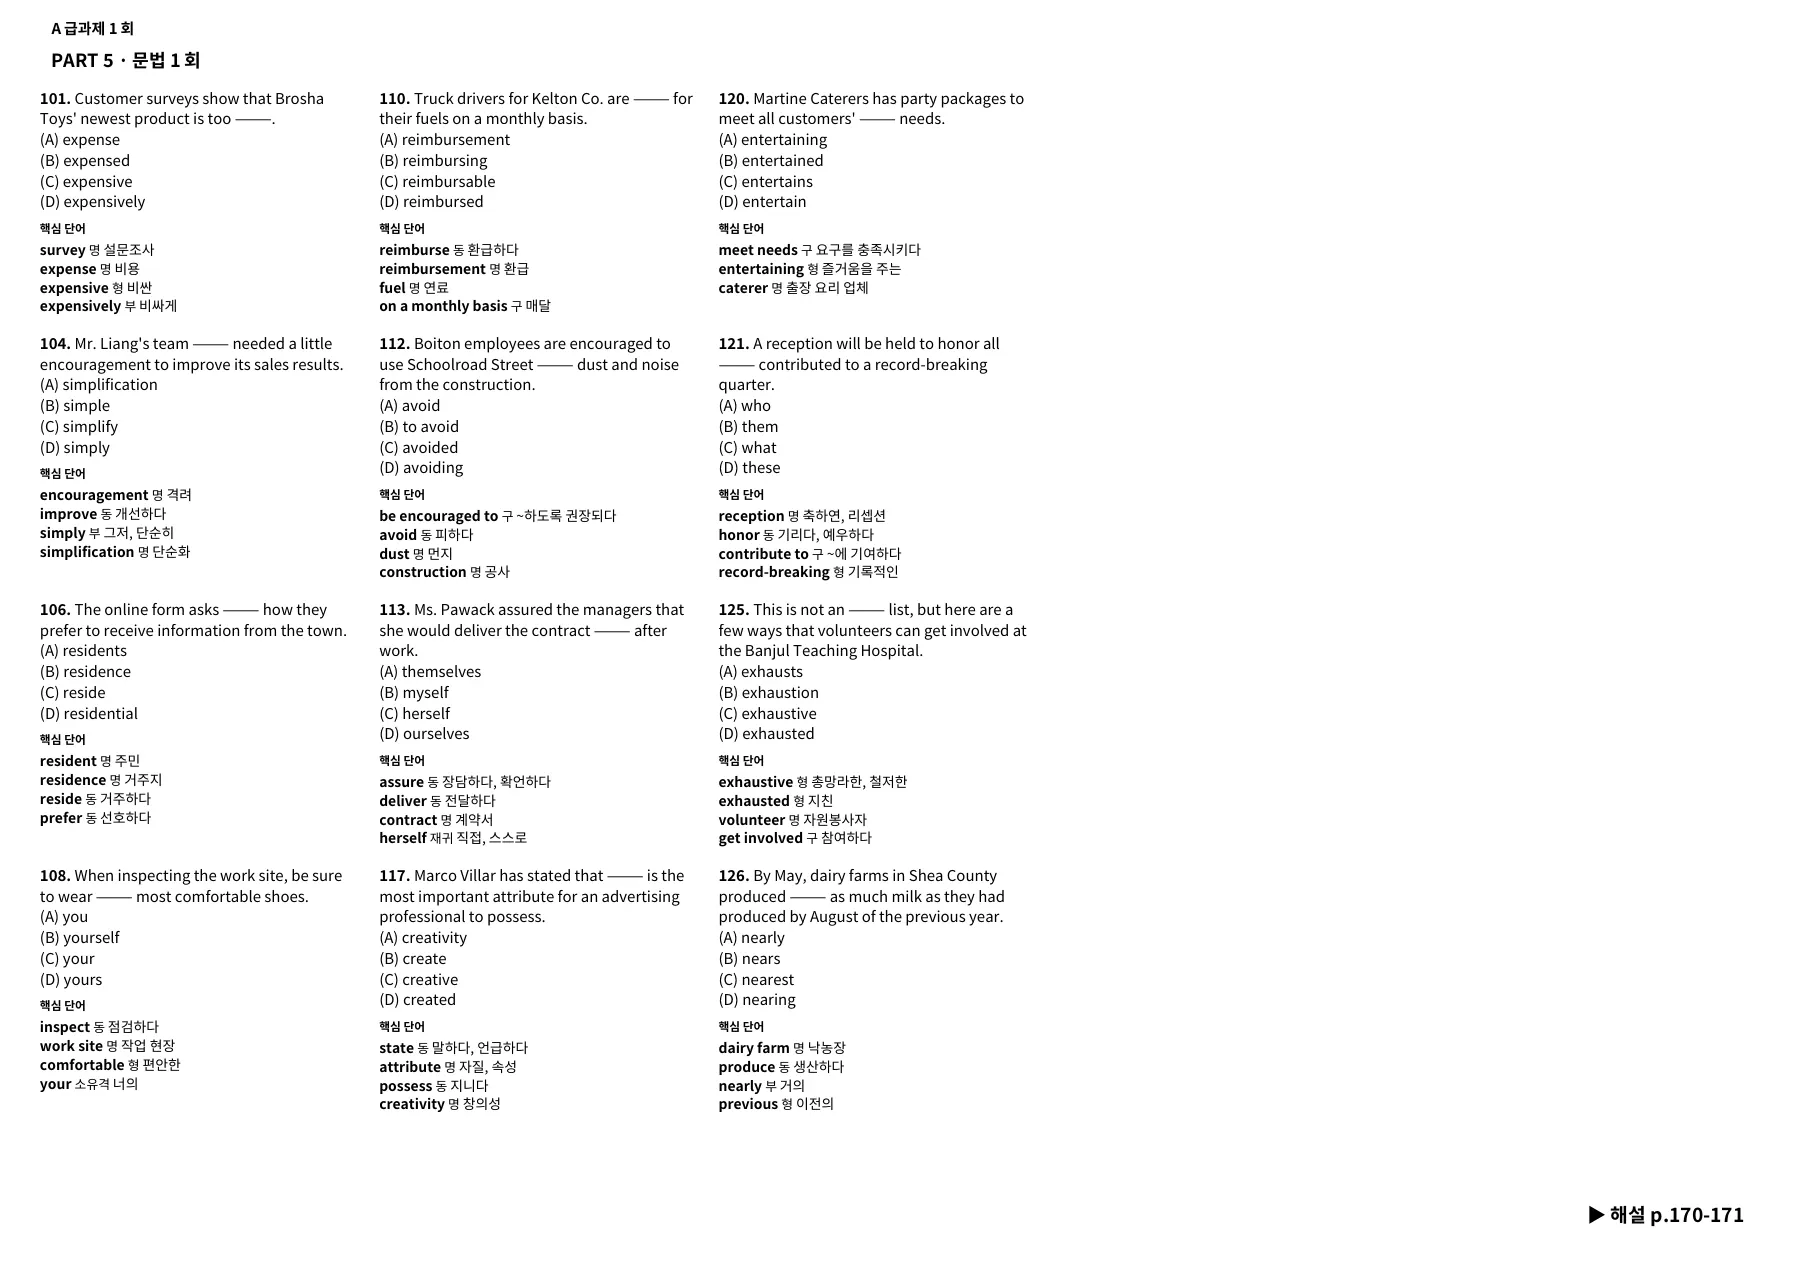 A급과제 1회
PART 5 · 문법 1회
101. Customer surveys show that Brosha
Toys' newest product is too ——.
(A) expense
(B) expensed
(C) expensive
(D) expensively
핵심 단어
survey 명 설문조사
expense 명 비용
expensive 형 비싼
expensively 부 비싸게
104. Mr. Liang's team —— needed a little
encouragement to improve its sales results.
(A) simplification
(B) simple
(C) simplify
(D) simply
핵심 단어
encouragement 명 격려
improve 동 개선하다
simply 부 그저, 단순히
simplification 명 단순화
106. The online form asks —— how they
prefer to receive information from the town.
(A) residents
(B) residence
(C) reside
(D) residential
핵심 단어
resident 명 주민
residence 명 거주지
reside 동 거주하다
prefer 동 선호하다
108. When inspecting the work site, be sure
to wear —— most comfortable shoes.
(A) you
(B) yourself
(C) your
(D) yours
핵심 단어
inspect 동 점검하다
work site 명 작업 현장
comfortable 형 편안한
your 소유격 너의
110. Truck drivers for Kelton Co. are —— for
their fuels on a monthly basis.
(A) reimbursement
(B) reimbursing
(C) reimbursable
(D) reimbursed
핵심 단어
reimburse 동 환급하다
reimbursement 명 환급
fuel 명 연료
on a monthly basis 구 매달
112. Boiton employees are encouraged to
use Schoolroad Street —— dust and noise
from the construction.
(A) avoid
(B) to avoid
(C) avoided
(D) avoiding
핵심 단어
be encouraged to 구 ~하도록 권장되다
avoid 동 피하다
dust 명 먼지
construction 명 공사
113. Ms. Pawack assured the managers that
she would deliver the contract —— after
work.
(A) themselves
(B) myself
(C) herself
(D) ourselves
핵심 단어
assure 동 장담하다, 확언하다
deliver 동 전달하다
contract 명 계약서
herself 재귀 직접, 스스로
117. Marco Villar has stated that —— is the
most important attribute for an advertising
professional to possess.
(A) creativity
(B) create
(C) creative
(D) created
핵심 단어
state 동 말하다, 언급하다
attribute 명 자질, 속성
possess 동 지니다
creativity 명 창의성
120. Martine Caterers has party packages to
meet all customers' —— needs.
(A) entertaining
(B) entertained
(C) entertains
(D) entertain
핵심 단어
meet needs 구 요구를 충족시키다
entertaining 형 즐거움을 주는
caterer 명 출장 요리 업체
121. A reception will be held to honor all
—— contributed to a record-breaking
quarter.
(A) who
(B) them
(C) what
(D) these
핵심 단어
reception 명 축하연, 리셉션
honor 동 기리다, 예우하다
contribute to 구 ~에 기여하다
record-breaking 형 기록적인
125. This is not an —— list, but here are a
few ways that volunteers can get involved at
the Banjul Teaching Hospital.
(A) exhausts
(B) exhaustion
(C) exhaustive
(D) exhausted
핵심 단어
exhaustive 형 총망라한, 철저한
exhausted 형 지친
volunteer 명 자원봉사자
get involved 구 참여하다
126. By May, dairy farms in Shea County
produced —— as much milk as they had
produced by August of the previous year.
(A) nearly
(B) nears
(C) nearest
(D) nearing
핵심 단어
dairy farm 명 낙농장
produce 동 생산하다
nearly 부 거의
previous 형 이전의
▶ 해설 p.170-171